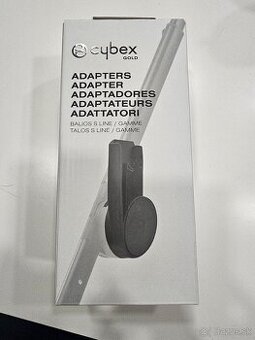 cybex
GOLD
ADAPTERS
ADAPTER
ADAPTADORES
ADAPTATEURS
ADATTATORI
BALIOS S LINE / GAMME
TALOS S LINE / GAMME